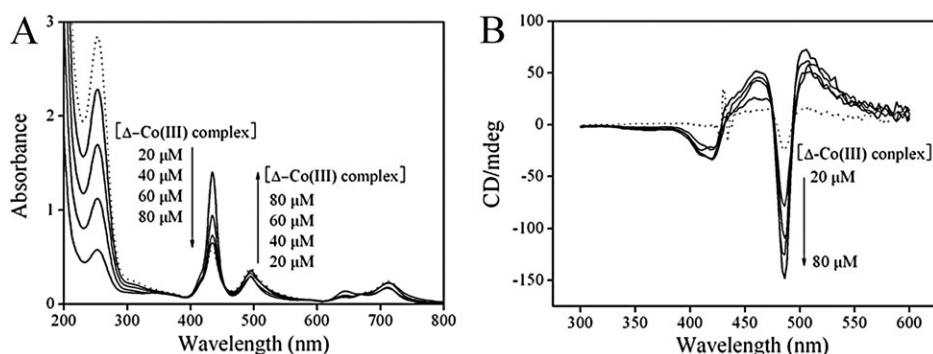 A
Absorbance
3
2
1
0
[Δ–Co(III) complex]
20 μM
40 μM
60 μM
80 μM
[Δ–Co(III) complex]
80 μM
60 μM
40 μM
20 μM
200 300 400 500 600 700 800
Wavelength (nm)
B
CD/mdeg
100
50
0
-50
-100
-150
[Δ-Co(III) conplex]
20 μM
80 μM
300 350 400 450 500 550 600
Wavelength (nm)